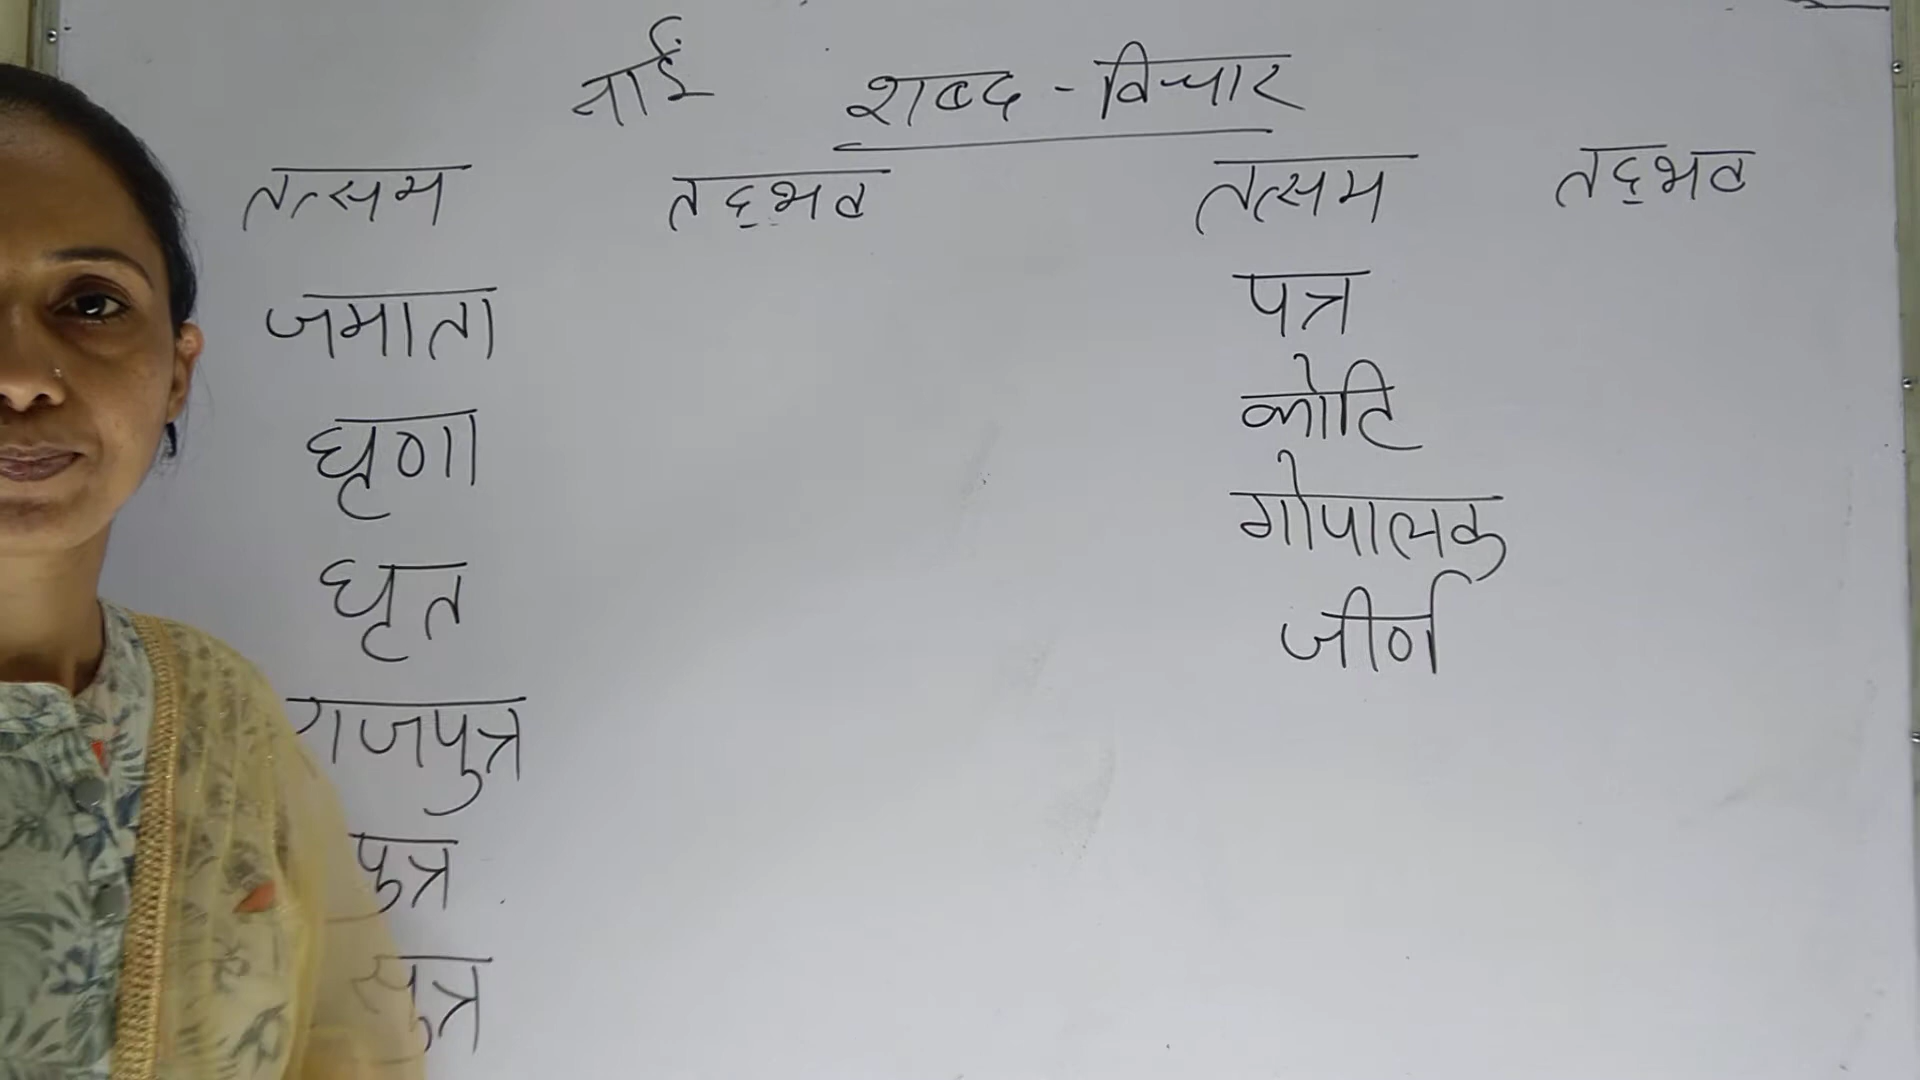 नाईं
शब्द - विचार
तत्सम तद्भव तत्सम तद्भव
जमाता पत्र
घृणा कोटि
घृत गोपालक
राजपुत्र जीर्ण
पुत्र
सूत्र